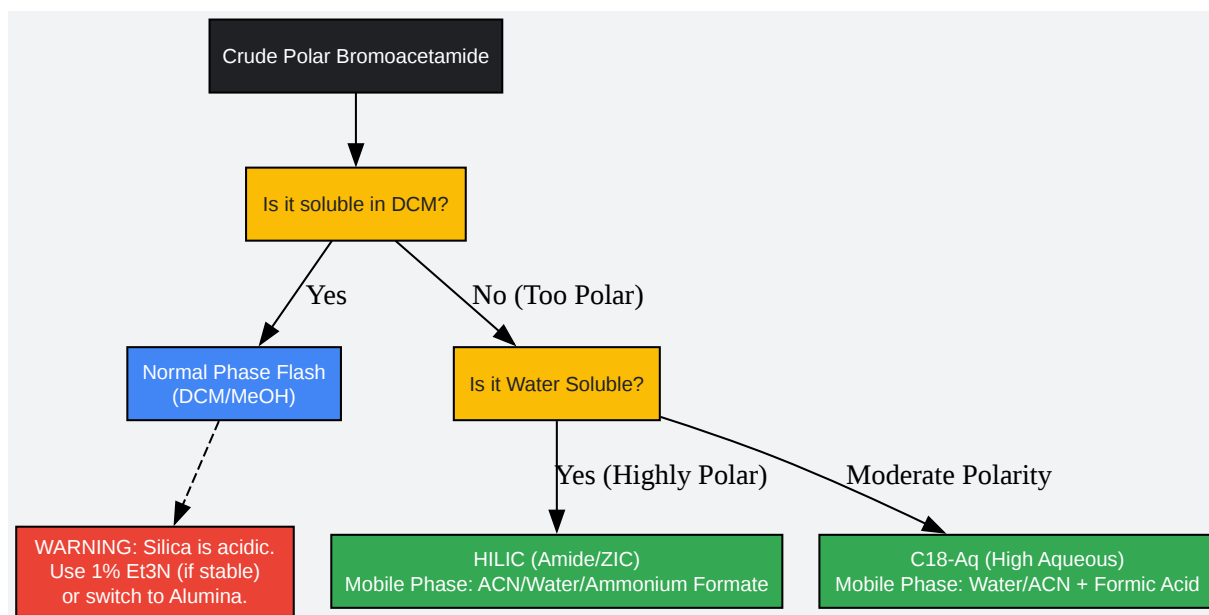 Crude Polar Bromoacetamide
Is it soluble in DCM?
Yes
No (Too Polar)
Normal Phase Flash
(DCM/MeOH)
Is it Water Soluble?
Yes (Highly Polar)
Moderate Polarity
WARNING: Silica is acidic.
Use 1% Et3N (if stable)
or switch to Alumina.
HILIC (Amide/ZIC)
Mobile Phase: ACN/Water/Ammonium Formate
C18-Aq (High Aqueous)
Mobile Phase: Water/ACN + Formic Acid